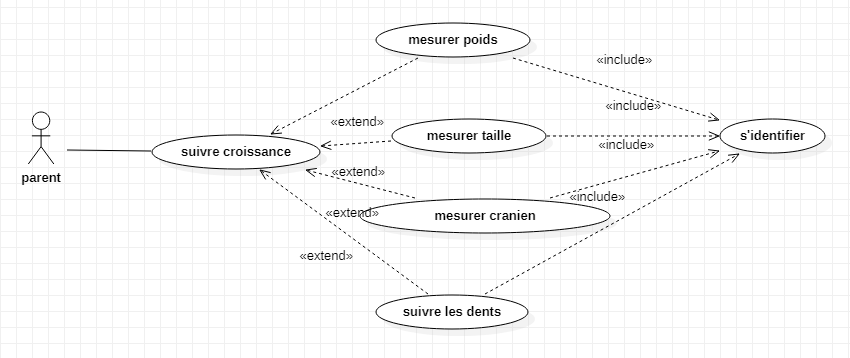 mesurer poids
«include»
«include»
«extend»
mesurer taille
s'identifier
«include»
suivre croissance
«extend»
parent
«include»
«extend»
mesurer cranien
«extend»
suivre les dents